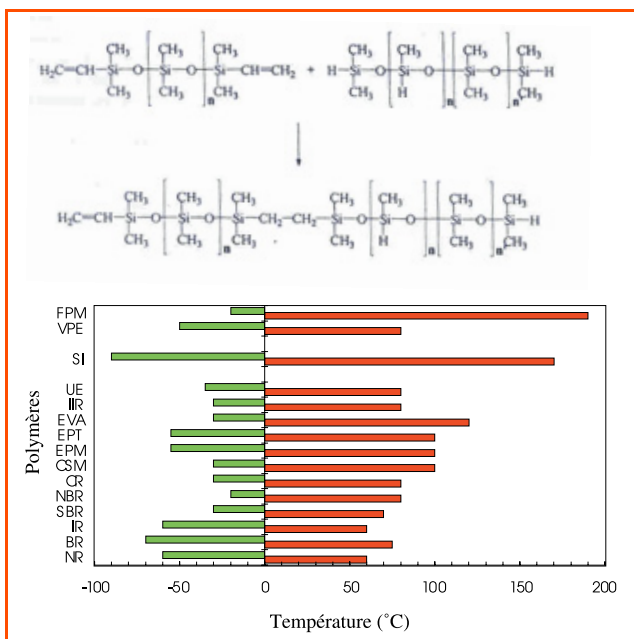 CH₃ CH₃ CH₃ CH₃ CH₃ CH₃ CH₃
H₂C=CH—Si—O—[Si—O]—Si—CH=CH₂ + H—Si—O—[Si—O][Si—O]—Si—H
CH₃ CH₃ n CH₃ CH₃ H n CH₃ n' CH₃
CH₃ CH₃ CH₃ CH₃ CH₃ CH₃ CH₃
H₂C=CH—Si—O—[Si—O]—Si—CH₂—CH₂—Si—O—[Si—O][Si—O]—Si—H
CH₃ CH₃ n CH₃ CH₃ H n CH₃ n' CH₃
Polymères
FPM
VPE
SI
UE
IIR
EVA
EPT
EPM
CSM
CR
NBR
SBR
IR
BR
NR
-100 -50 0 50 100 150 200
Température (˚C)